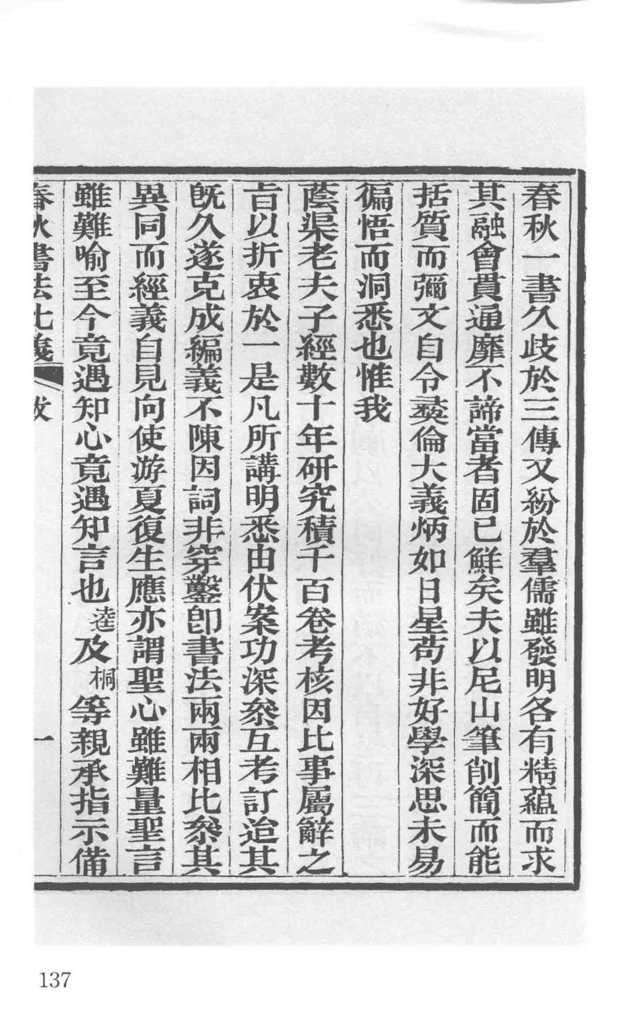 春秋一書久歧於三傳又紛於羣儒雖發明各有精蘊而求
其融會貫通靡不諦當者固已鮮矣夫以尼山筆削簡而能
括質而彌文自令彛倫大義炳如日星苟非好學深思未易
徧悟而洞悉也惟我
蔭渠老夫子經數十年研究積千百卷考核因比事屬辭之
㫖以折衷於一是凡所講明悉由伏案功深叅互考訂迨其
旣久遂克成編義不陳因詞非穿鑿卽書法兩兩相比叅其
異同而經義自見向使游夏復生應亦謂聖心雖難量聖言
雖難喻至今竟遇知心竟遇知言也逵及桐等親承指示備
春秋書法比義 跋 一
137